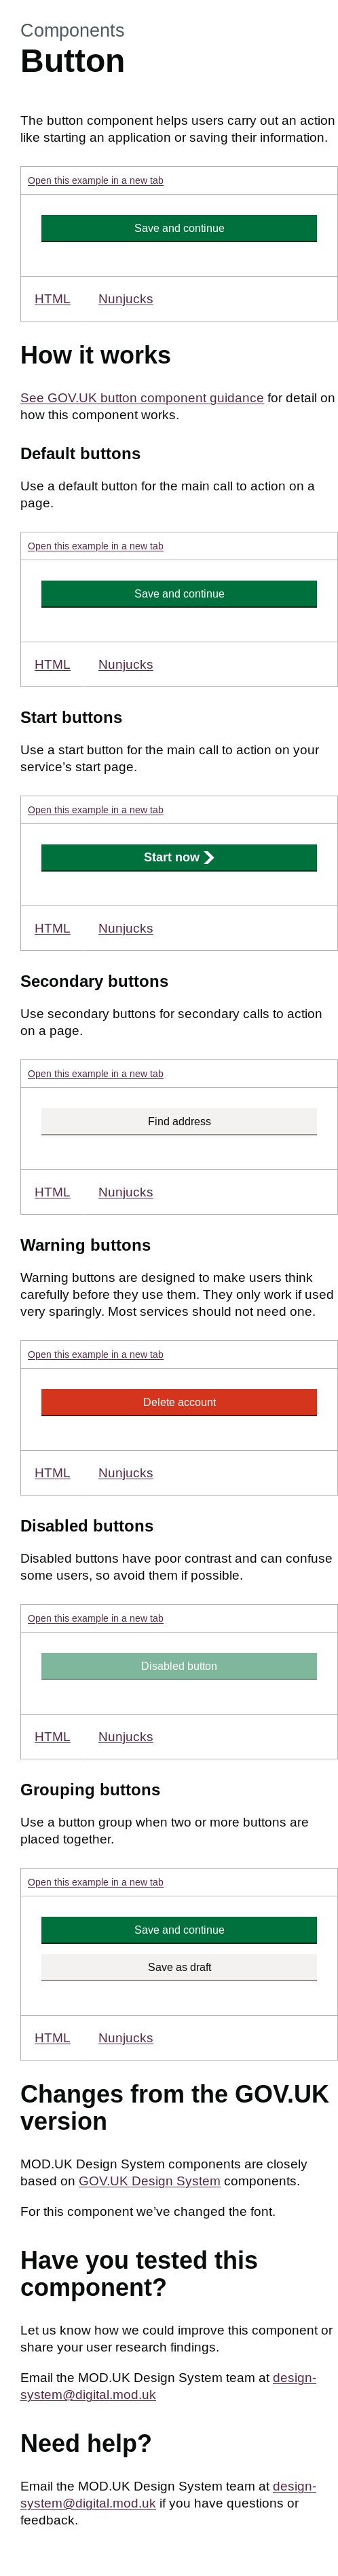 Components
Button
The button component helps users carry out an action
like starting an application or saving their information.
Open this example in a new tab
Save and continue
HTML Nunjucks
How it works
See GOV.UK button component guidance for detail on
how this component works.
Default buttons
Use a default button for the main call to action on a
page.
Open this example in a new tab
Save and continue
HTML Nunjucks
Start buttons
Use a start button for the main call to action on your
service’s start page.
Open this example in a new tab
Start now
HTML Nunjucks
Secondary buttons
Use secondary buttons for secondary calls to action
on a page.
Open this example in a new tab
Find address
HTML Nunjucks
Warning buttons
Warning buttons are designed to make users think
carefully before they use them. They only work if used
very sparingly. Most services should not need one.
Open this example in a new tab
Delete account
HTML Nunjucks
Disabled buttons
Disabled buttons have poor contrast and can confuse
some users, so avoid them if possible.
Open this example in a new tab
Disabled button
HTML Nunjucks
Grouping buttons
Use a button group when two or more buttons are
placed together.
Open this example in a new tab
Save and continue
Save as draft
HTML Nunjucks
Changes from the GOV.UK
version
MOD.UK Design System components are closely
based on GOV.UK Design System components.
For this component we’ve changed the font.
Have you tested this
component?
Let us know how we could improve this component or
share your user research findings.
Email the MOD.UK Design System team at design-
system@digital.mod.uk
Need help?
Email the MOD.UK Design System team at design-
system@digital.mod.uk if you have questions or
feedback.